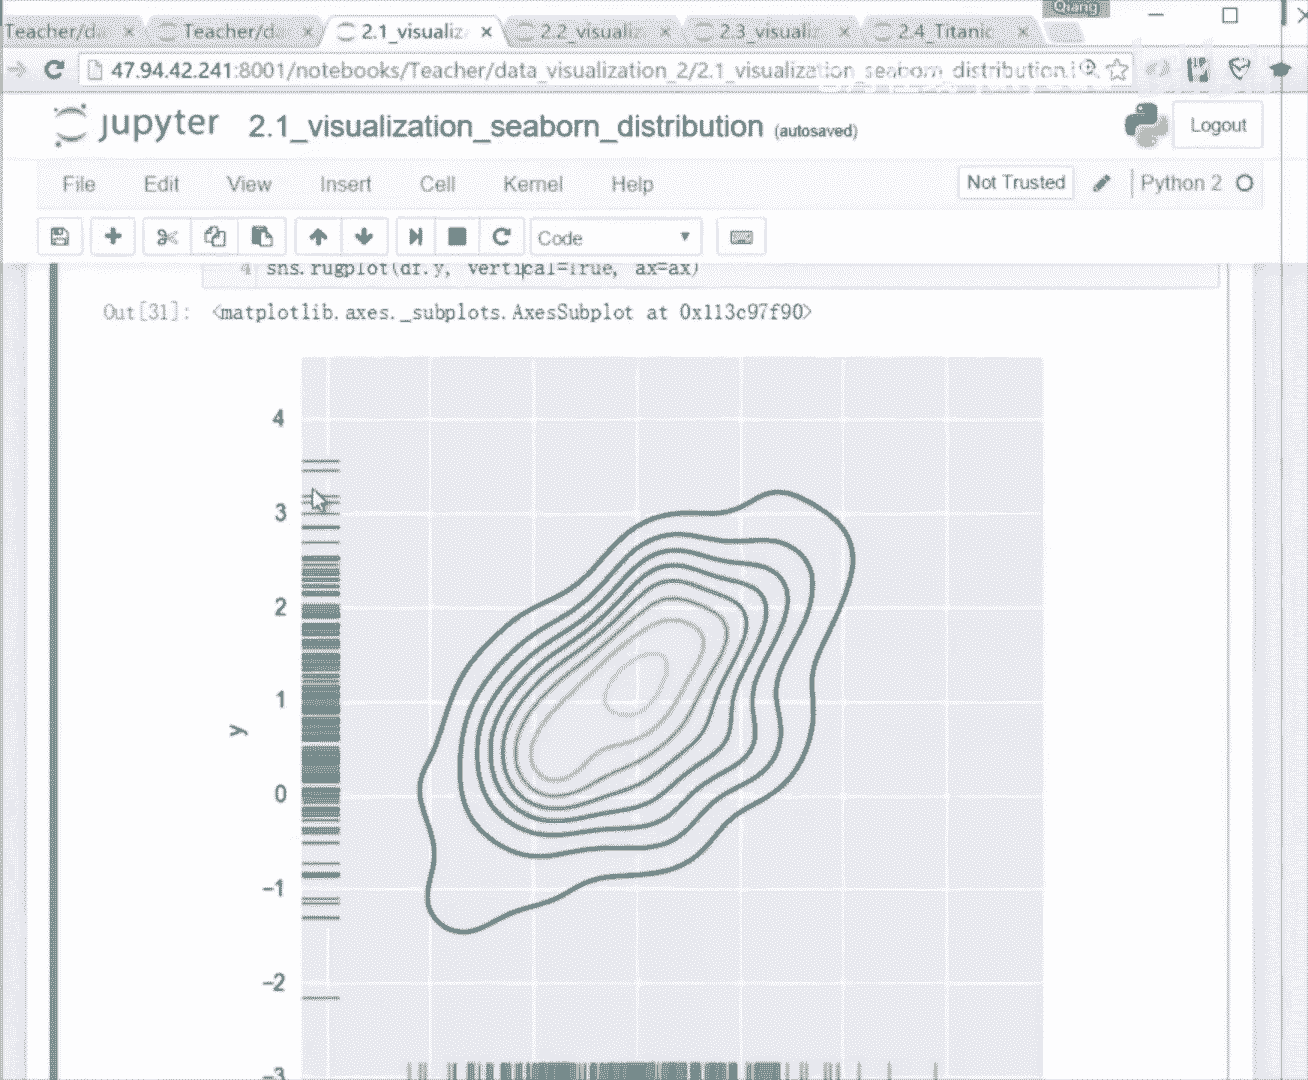 Qiang
Teacher/da × Teacher/d × 2.1_visualiz × 2.2_visualiz × 2.3_visualiz × 2.4_Titanic ×
47.94.42.241:8001/notebooks/Teacher/data_visualization_2/2.1_visualization_seaborn_distribution.i
jupyter 2.1_visualization_seaborn_distribution (autosaved) Logout
File Edit View Insert Cell Kernel Help Not Trusted Python 2
Code
4 sns.rugplot(df.y, vertical=True, ax=ax)
Out[31]: <matplotlib.axes._subplots.AxesSubplot at 0x113c97f90>
4
3
2
1
y
0
-1
-2
-3